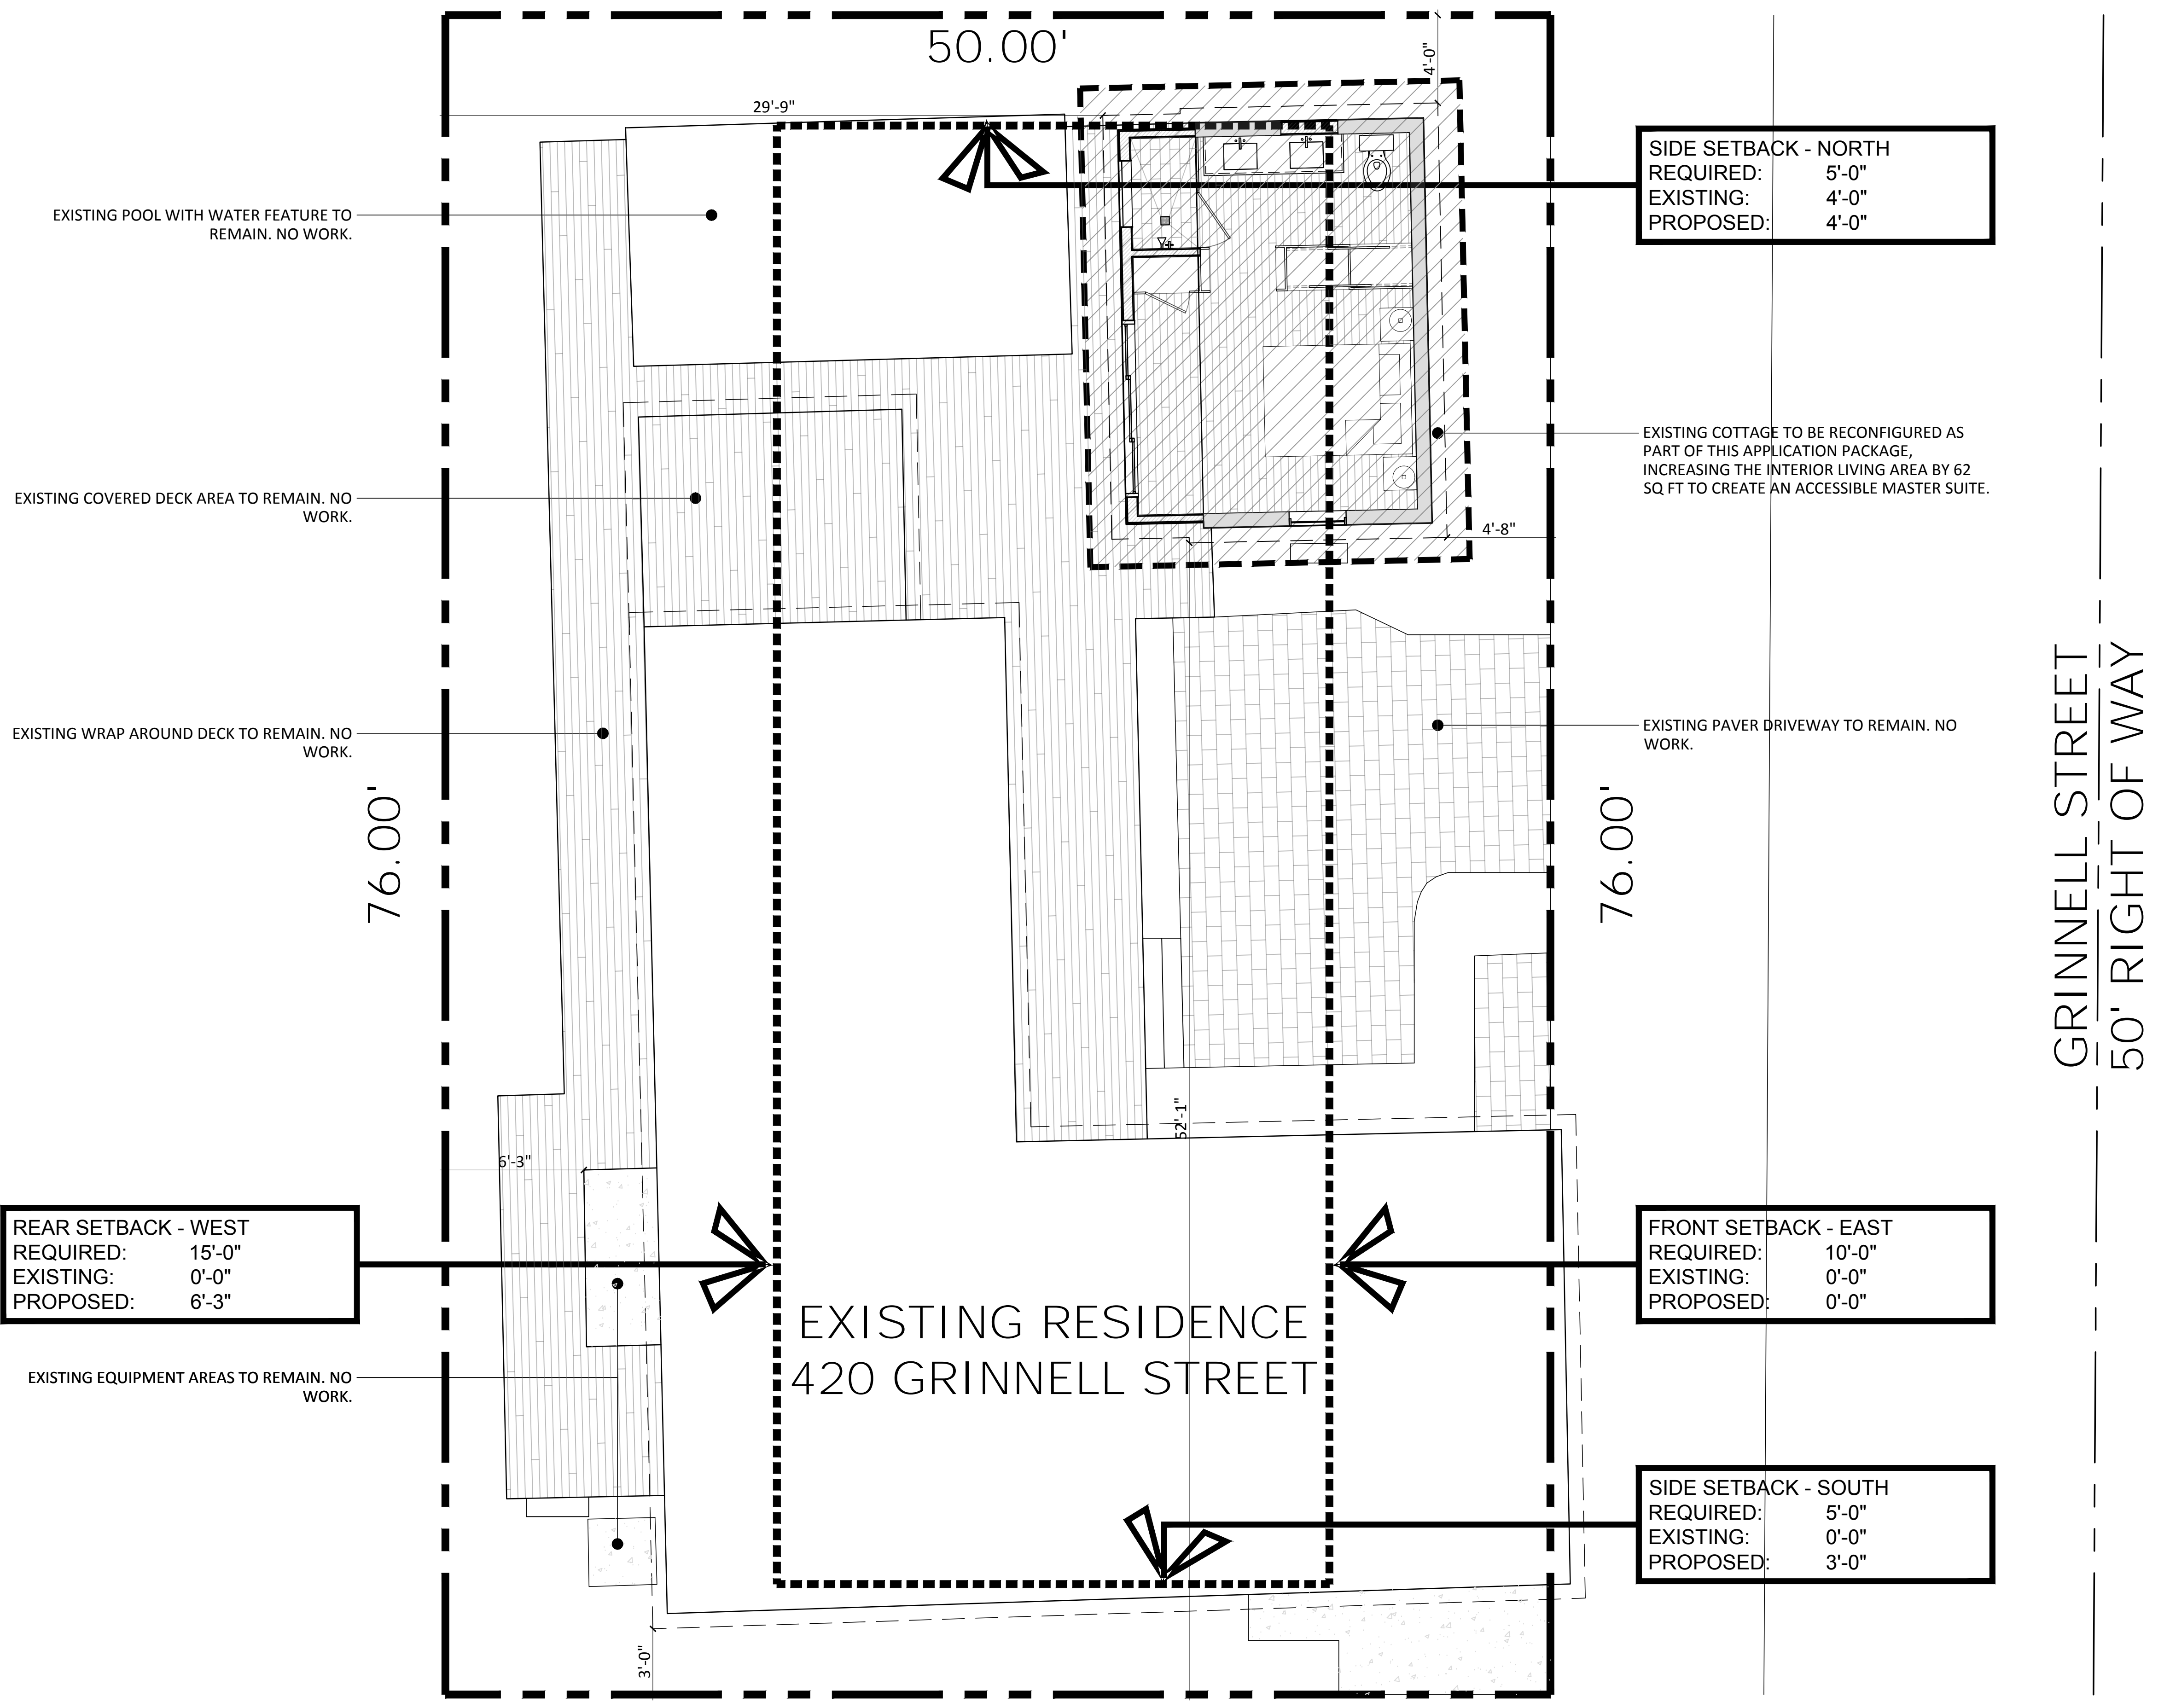 50.00'
4'-0"
29'-9"
SIDE SETBACK - NORTH
REQUIRED: 5'-0"
EXISTING: 4'-0"
PROPOSED: 4'-0"
EXISTING POOL WITH WATER FEATURE TO
REMAIN. NO WORK.
EXISTING COTTAGE TO BE RECONFIGURED AS
PART OF THIS APPLICATION PACKAGE,
INCREASING THE INTERIOR LIVING AREA BY 62
SQ FT TO CREATE AN ACCESSIBLE MASTER SUITE.
EXISTING COVERED DECK AREA TO REMAIN. NO
WORK.
4'-8"
EXISTING WRAP AROUND DECK TO REMAIN. NO
WORK.
EXISTING PAVER DRIVEWAY TO REMAIN. NO
WORK.
76.00'
76.00'
GRINNELL STREET
50' RIGHT OF WAY
52'-1"
6'-3"
REAR SETBACK - WEST
REQUIRED: 15'-0"
EXISTING: 0'-0"
PROPOSED: 6'-3"
FRONT SETBACK - EAST
REQUIRED: 10'-0"
EXISTING: 0'-0"
PROPOSED: 0'-0"
EXISTING RESIDENCE
420 GRINNELL STREET
EXISTING EQUIPMENT AREAS TO REMAIN. NO
WORK.
SIDE SETBACK - SOUTH
REQUIRED: 5'-0"
EXISTING: 0'-0"
PROPOSED: 3'-0"
3'-0"